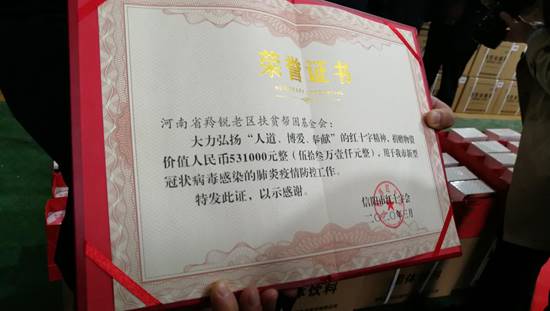 荣誉证书
河南省羚锐老区扶贫帮困基金会:
大力弘扬“人道、博爱、奉献”的红十字精神,捐赠物资
价值人民币531000元整(伍拾叁万壹仟元整),用于我市新型
冠状病毒感染的肺炎疫情防控工作。
特发此证,以示感谢。
信阳市红十字会
二〇二〇年三月
饮料